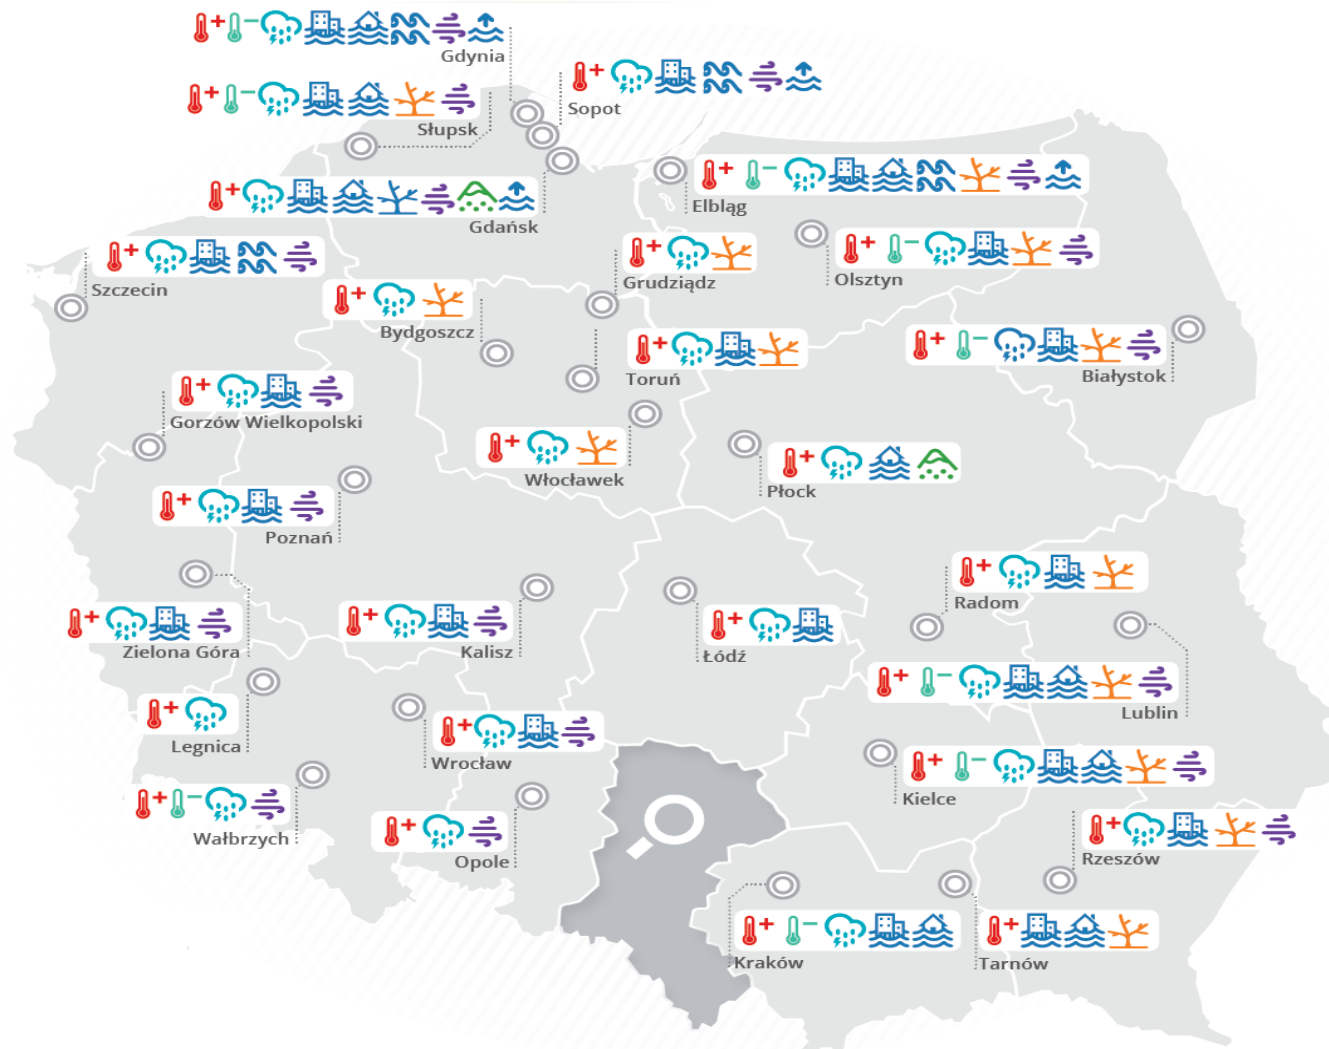 Gdynia
Sopot
Słupsk
Elbląg
Gdańsk
Grudziądz
Olsztyn
Szczecin
Bydgoszcz
Toruń
Białystok
Gorzów Wielkopolski
Włocławek
Płock
Poznań
Radom
Zielona Góra
Kalisz
Łódź
Lublin
Legnica
Wrocław
Kielce
Wałbrzych
Opole
Rzeszów
Kraków
Tarnów